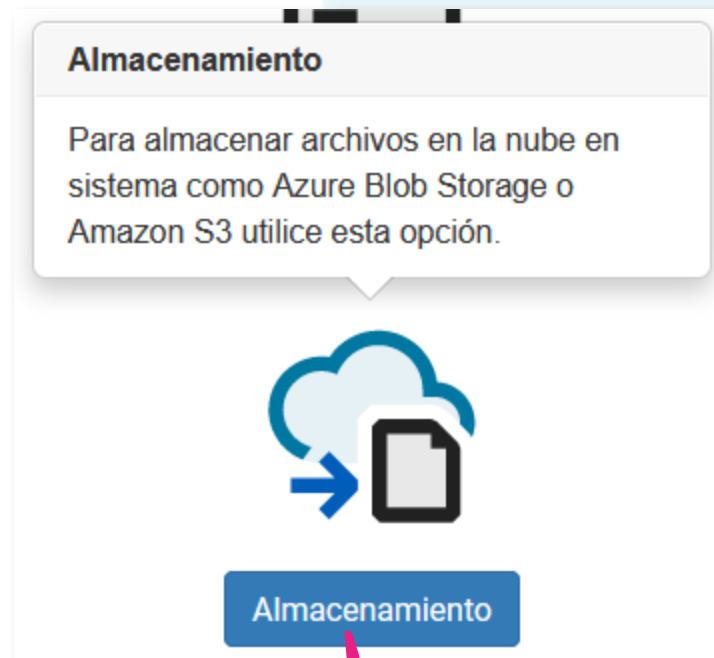 Almacenamiento
Para almacenar archivos en la nube en
sistema como Azure Blob Storage o
Amazon S3 utilice esta opción.
Almacenamiento